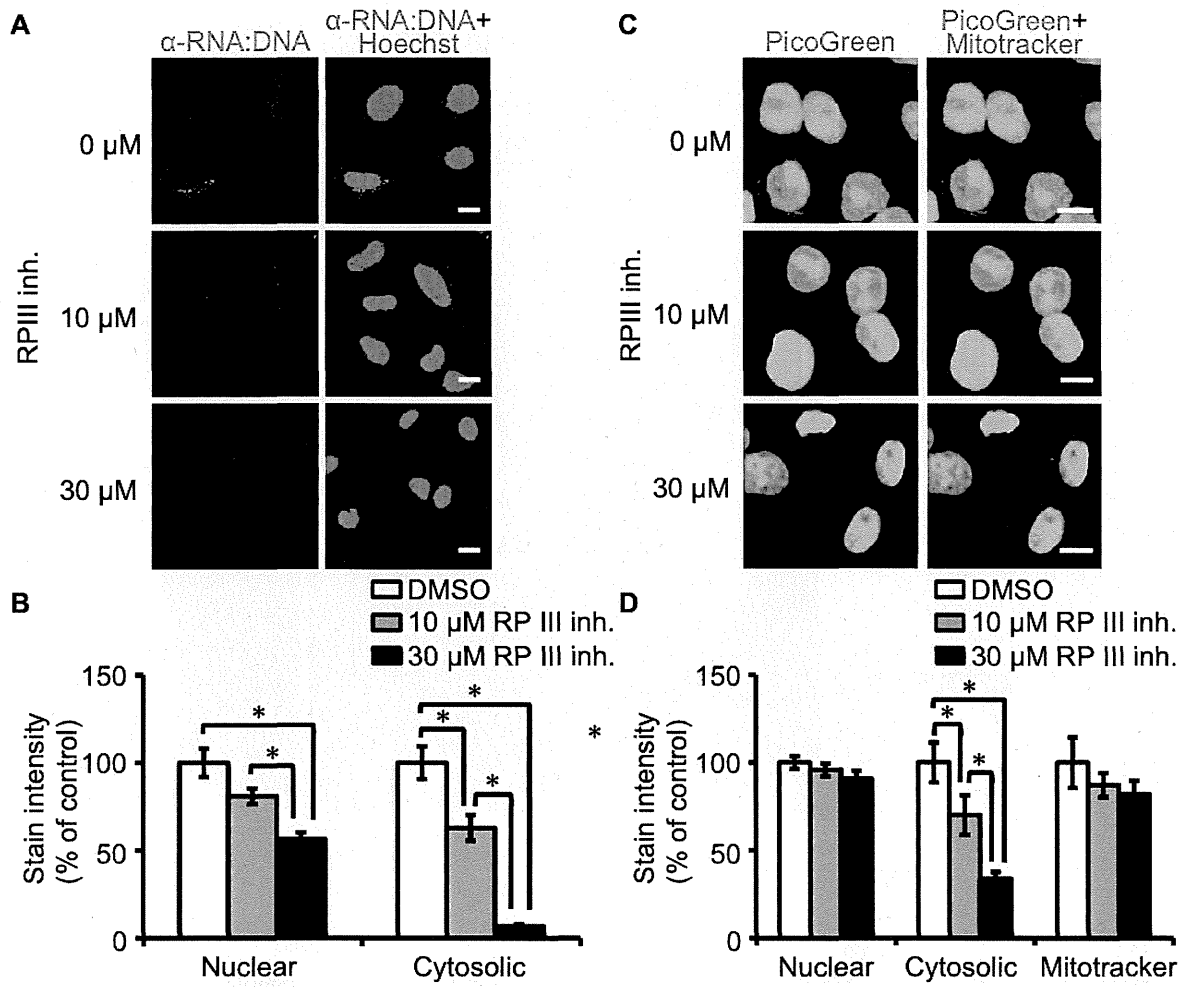 A
α-RNA:DNA
α-RNA:DNA+
Hoechst
0 µM
10 µM
30 µM
RPIII inh.
C
PicoGreen
PicoGreen+
Mitotracker
0 µM
10 µM
30 µM
RPIII inh.
B
DMSO
10 µM RP III inh.
30 µM RP III inh.
Stain intensity
(% of control)
150
100
50
0
* * * * *
Nuclear
Cytosolic
*
D
DMSO
10 µM RP III inh.
30 µM RP III inh.
Stain intensity
(% of control)
150
100
50
0
* * *
Nuclear
Cytosolic
Mitotracker